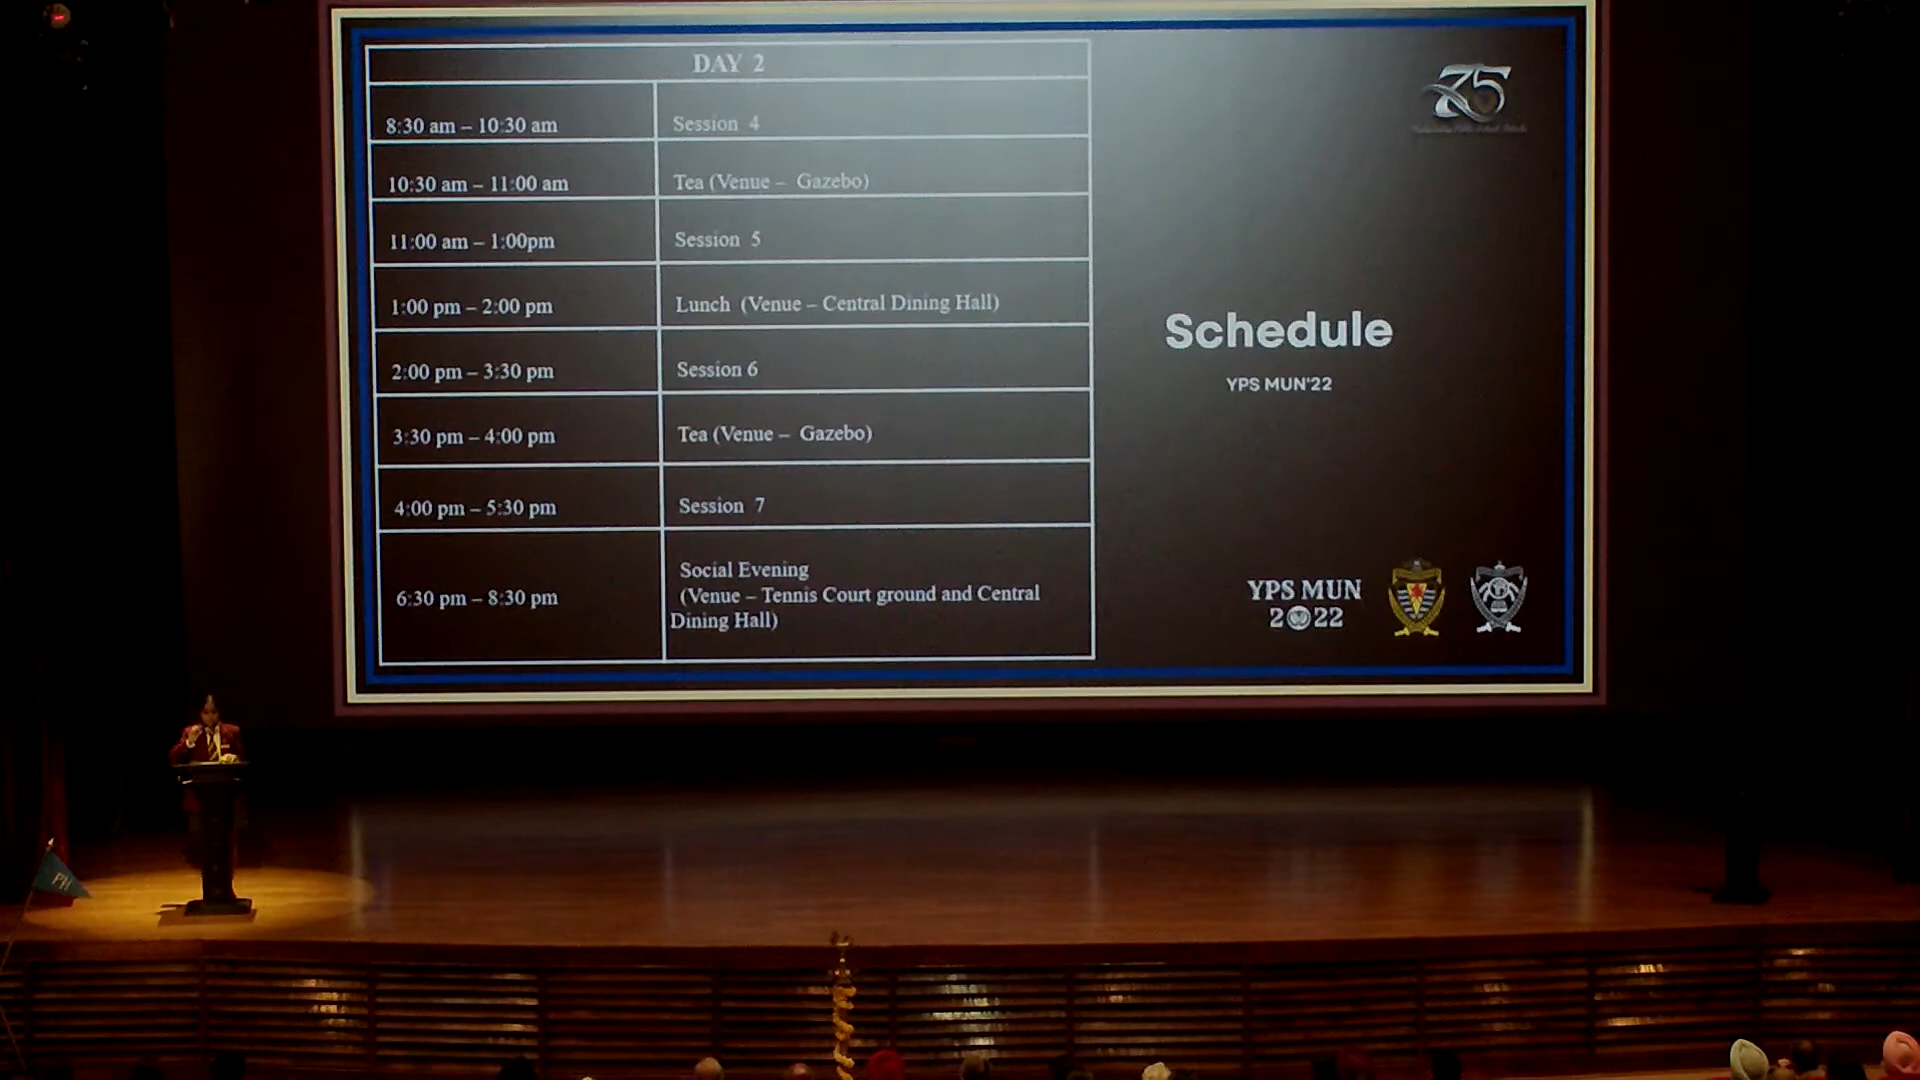 DAY 2
8:30 am – 10:30 am
Session 4
10:30 am – 11:00 am
Tea (Venue – Gazebo)
11:00 am – 1:00pm
Session 5
1:00 pm – 2:00 pm
Lunch (Venue – Central Dining Hall)
2:00 pm – 3:30 pm
Session 6
3:30 pm – 4:00 pm
Tea (Venue – Gazebo)
4:00 pm – 5:30 pm
Session 7
6:30 pm – 8:30 pm
Social Evening
(Venue – Tennis Court ground and Central
Dining Hall)
75
Schedule
YPS MUN'22
YPS MUN
2022
PH